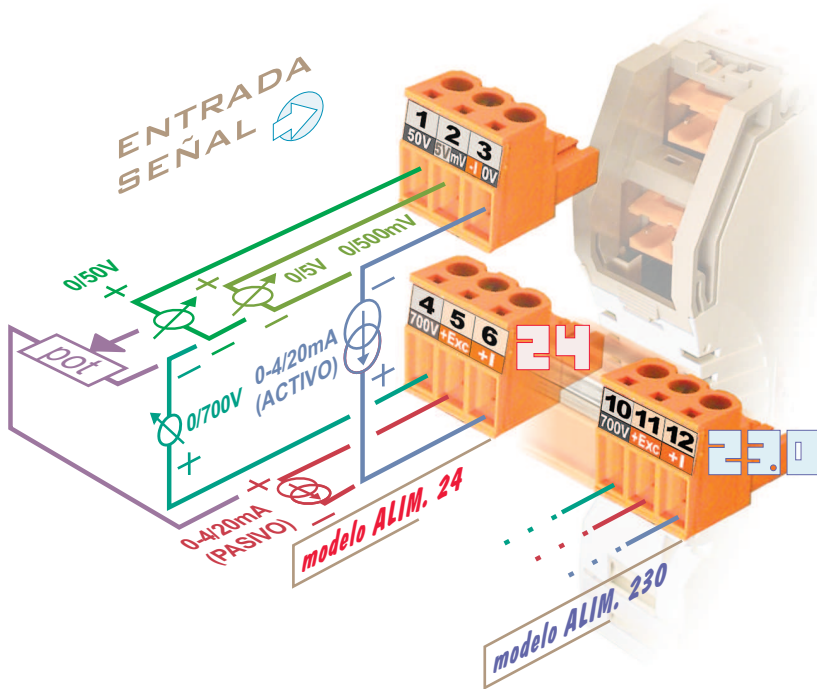 ENTRADA
SEÑAL
1 2 3
50V 5V mV -I 0V
0/50V
+
+
0/5V
0/500mV
-
-
-
-
-
pot
0/700V
+
0-4/20mA
(ACTIVO)
+
4 5 6
700V +Exc +I
24
10 11 12
700V +Exc +I
23.0
+
-
0-4/20mA
(PASIVO)
modelo ALIM. 24
modelo ALIM. 230